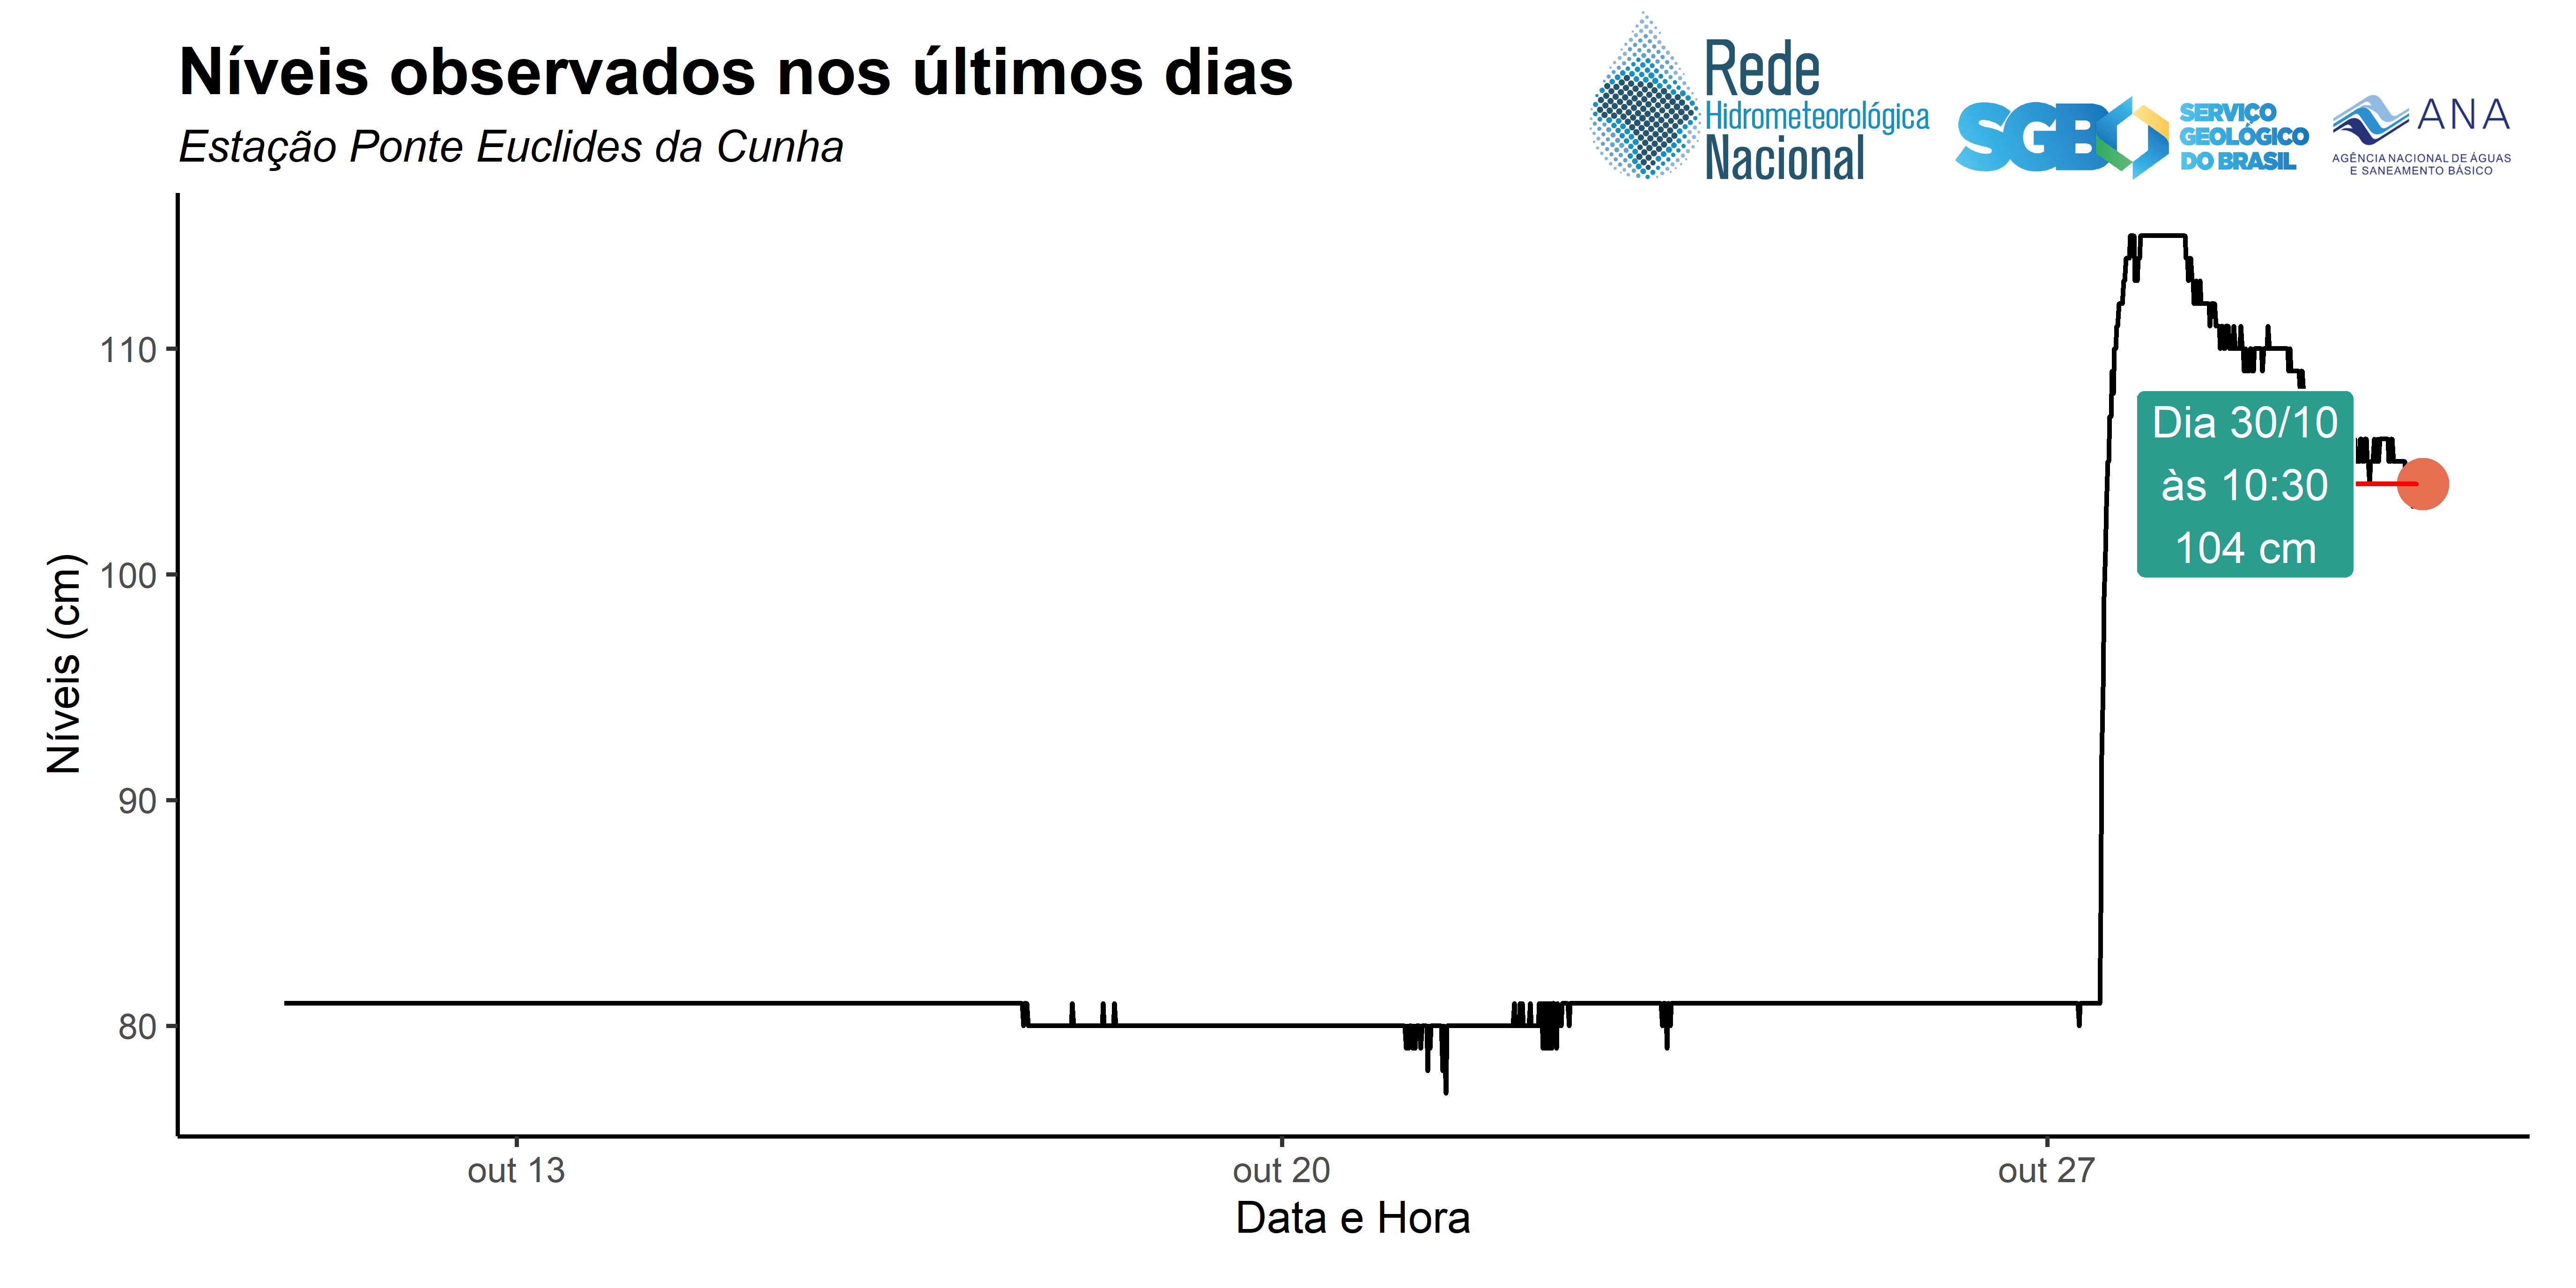 Níveis observados nos últimos dias
Estação Ponte Euclides da Cunha
Rede
Hidrometeorológica
Nacional
SGB
SERVIÇO
GEOLÓGICO
DO BRASIL
ANA
AGÊNCIA NACIONAL DE ÁGUAS
E SANEAMENTO BÁSICO
Níveis (cm)
110
100
90
80
Dia 30/10
às 10:30
104 cm
out 13
out 20
out 27
Data e Hora